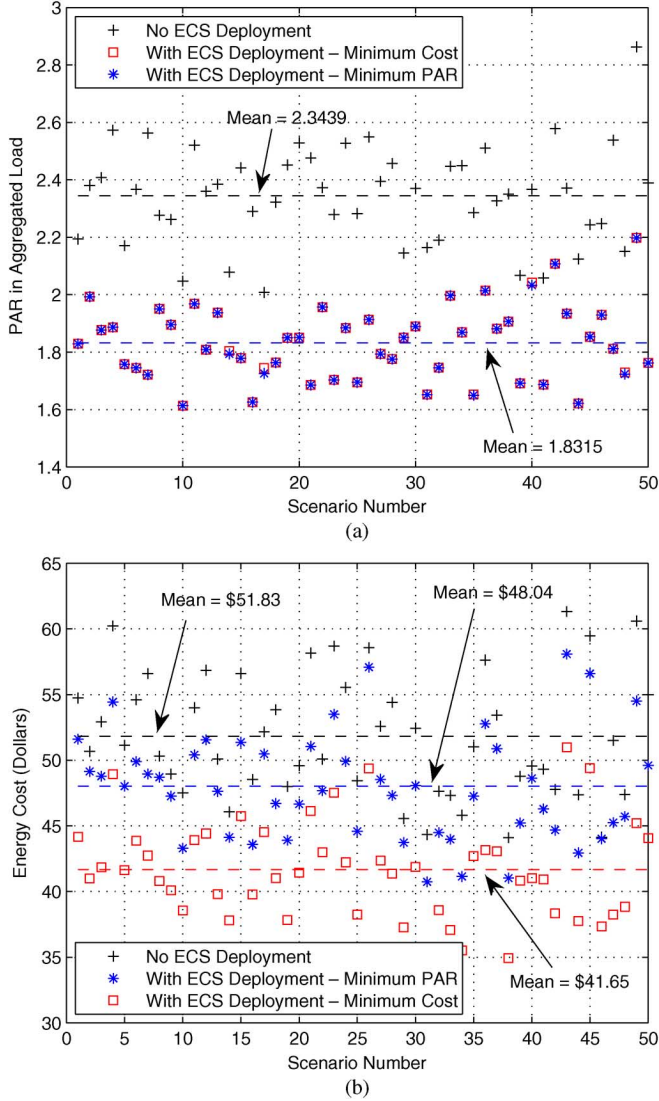 3
2.8
2.6
2.4
2.2
2
1.8
1.6
1.4
PAR in Aggregated Load
No ECS Deployment
With ECS Deployment – Minimum Cost
With ECS Deployment – Minimum PAR
Mean = 2.3439
Mean = 1.8315
0 10 20 30 40 50
Scenario Number
(a)
65
60
55
50
45
40
35
30
Energy Cost (Dollars)
Mean = $51.83
Mean = $48.04
Mean = $41.65
No ECS Deployment
With ECS Deployment – Minimum PAR
With ECS Deployment – Minimum Cost
0 5 10 15 20 25 30 35 40 45 50
Scenario Number
(b)